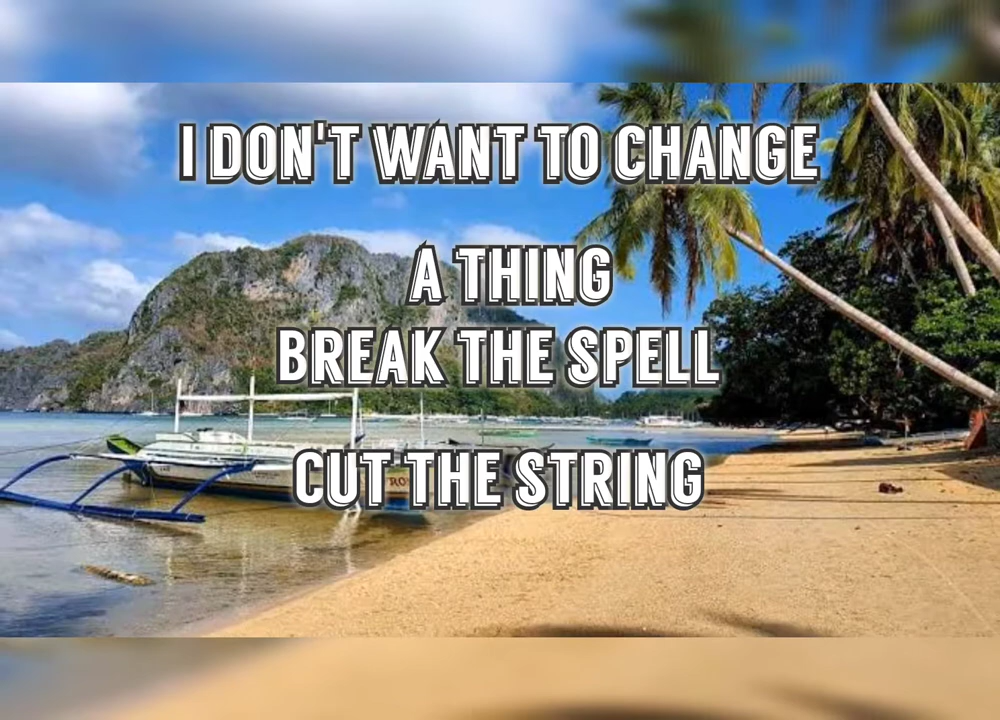 I DON'T WANT TO CHANGE
A THING
BREAK THE SPELL
CUT THE STRING